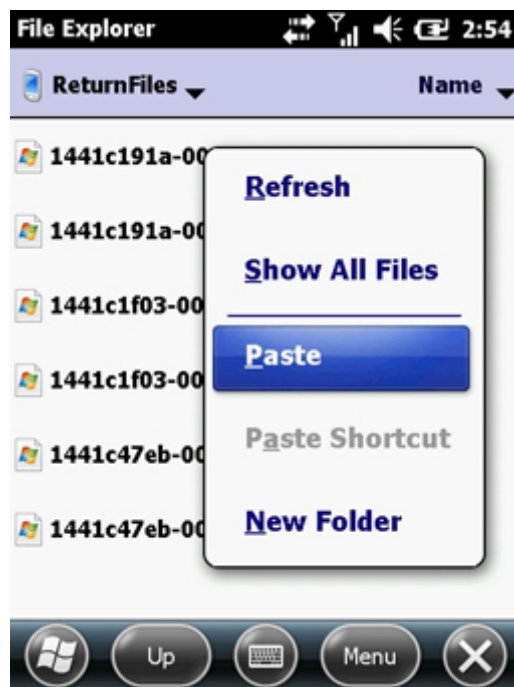 File Explorer 2:54
ReturnFiles Name
1441c191a-00
Refresh
1441c191a-00
Show All Files
1441c1f03-00
Paste
1441c1f03-00
Paste Shortcut
1441c47eb-00
New Folder
1441c47eb-00
Up Menu